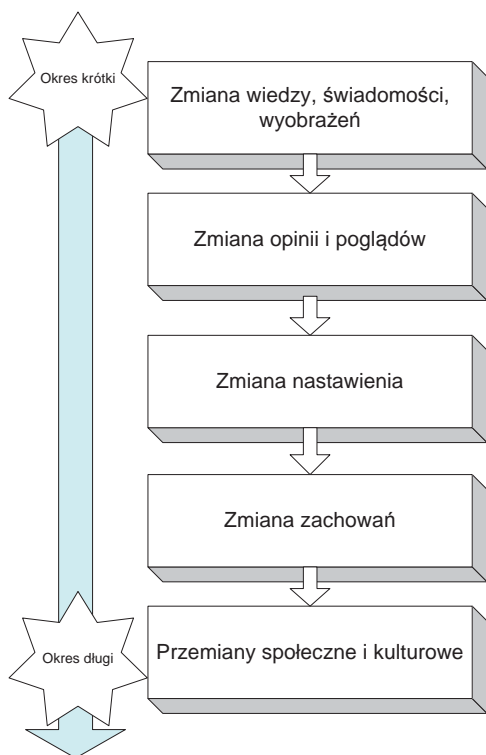 Okres krótki
Zmiana wiedzy, świadomości,
wyobrażeń
Zmiana opinii i poglądów
Zmiana nastawienia
Zmiana zachowań
Okres długi
Przemiany społeczne i kulturowe